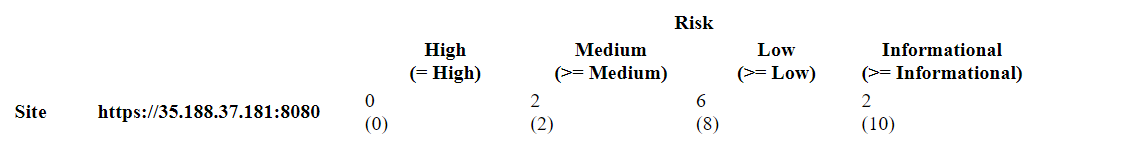 Risk
High Medium Low Informational
(= High) (>= Medium) (>= Low) (>= Informational)
0 2 6 2
Site https://35.188.37.181:8080
(0) (2) (8) (10)